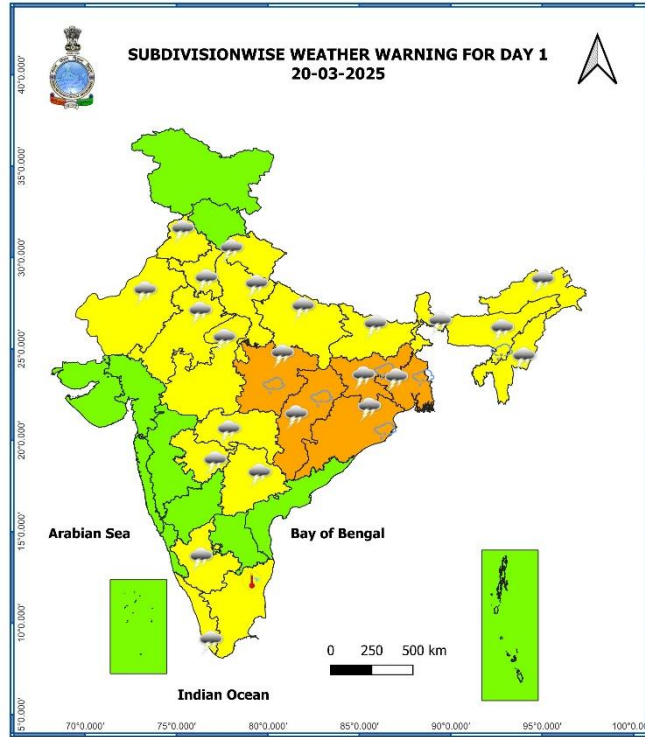 SUBDIVISIONWISE WEATHER WARNING FOR DAY 1
20-03-2025
40°0.000'
35°0.000'
30°0.000'
25°0.000'
20°0.000'
15°0.000'
10°0.000'
5°0.000'
Arabian Sea
Bay of Bengal
0 250 500 km
Indian Ocean
70°0.000' 75°0.000' 80°0.000' 85°0.000' 90°0.000' 95°0.000' 100°0.0